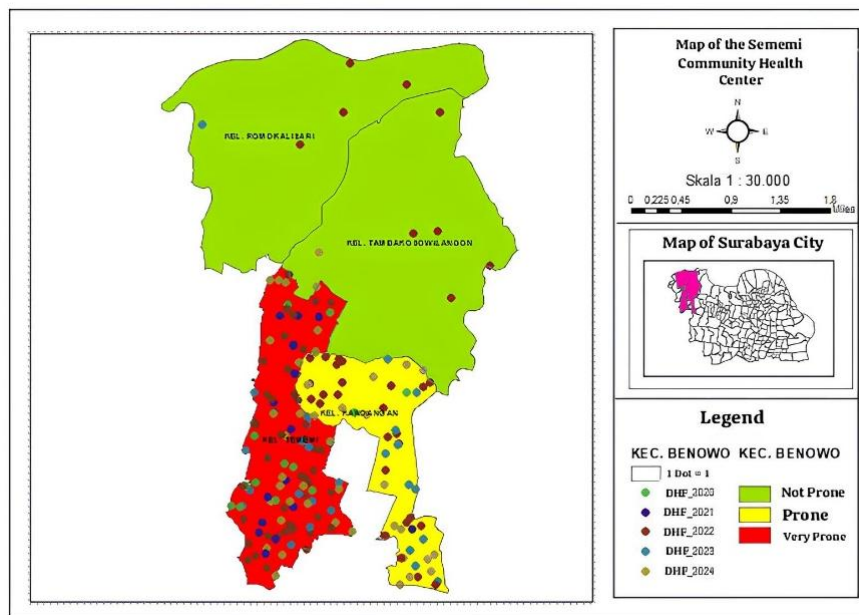 KEL. ROMOKALISARI
KEL. KANDANGAN
KEL. SEMEMI
Map of the Sememi
Community Health
Center
N
W E
S
Skala 1 : 30.000
0 0,225 0,45 0,9 1,35 1,8
Map of Surabaya City
Legend
KEC. BENOWO KEC. BENOWO
1 Dot = 1
DHF_2020 Not Prone
DHF_2021 Prone
DHF_2022 Very Prone
DHF_2023
DHF_2024